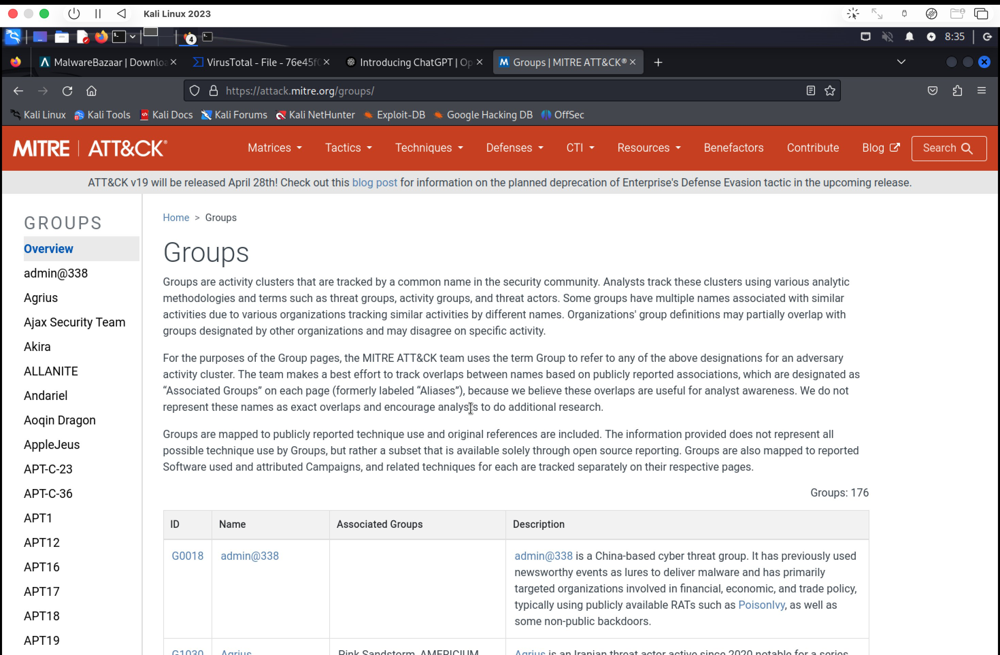 Kali Linux 2023
4
8:35
MalwareBazaar | Downloa
VirusTotal - File - 76e45f
Introducing ChatGPT | Op
Groups | MITRE ATT&CK®
https://attack.mitre.org/groups/
Kali Linux
Kali Tools
Kali Docs
Kali Forums
Kali NetHunter
Exploit-DB
Google Hacking DB
OffSec
MITRE | ATT&CK®
Matrices
Tactics
Techniques
Defenses
CTI
Resources
Benefactors
Contribute
Blog
Search
ATT&CK v19 will be released April 28th! Check out this blog post for information on the planned deprecation of Enterprise's Defense Evasion tactic in the upcoming release.
GROUPS
Overview
admin@338
Agrius
Ajax Security Team
Akira
ALLANITE
Andariel
Aoqin Dragon
AppleJeus
APT-C-23
APT-C-36
APT1
APT12
APT16
APT17
APT18
APT19
Home > Groups
Groups
Groups are activity clusters that are tracked by a common name in the security community. Analysts track these clusters using various analytic
methodologies and terms such as threat groups, activity groups, and threat actors. Some groups have multiple names associated with similar
activities due to various organizations tracking similar activities by different names. Organizations' group definitions may partially overlap with
groups designated by other organizations and may disagree on specific activity.
For the purposes of the Group pages, the MITRE ATT&CK team uses the term Group to refer to any of the above designations for an adversary
activity cluster. The team makes a best effort to track overlaps between names based on publicly reported associations, which are designated as
“Associated Groups” on each page (formerly labeled “Aliases”), because we believe these overlaps are useful for analyst awareness. We do not
represent these names as exact overlaps and encourage analysts to do additional research.
Groups are mapped to publicly reported technique use and original references are included. The information provided does not represent all
possible technique use by Groups, but rather a subset that is available solely through open source reporting. Groups are also mapped to reported
Software used and attributed Campaigns, and related techniques for each are tracked separately on their respective pages.
Groups: 176
ID
Name
Associated Groups
Description
G0018
admin@338
admin@338 is a China-based cyber threat group. It has previously used
newsworthy events as lures to deliver malware and has primarily
targeted organizations involved in financial, economic, and trade policy,
typically using publicly available RATs such as PoisonIvy, as well as
some non-public backdoors.
G1030
Agrius
Pink Sandstorm, AMERICIUM,
Agrius is an Iranian threat actor active since 2020 notable for a series